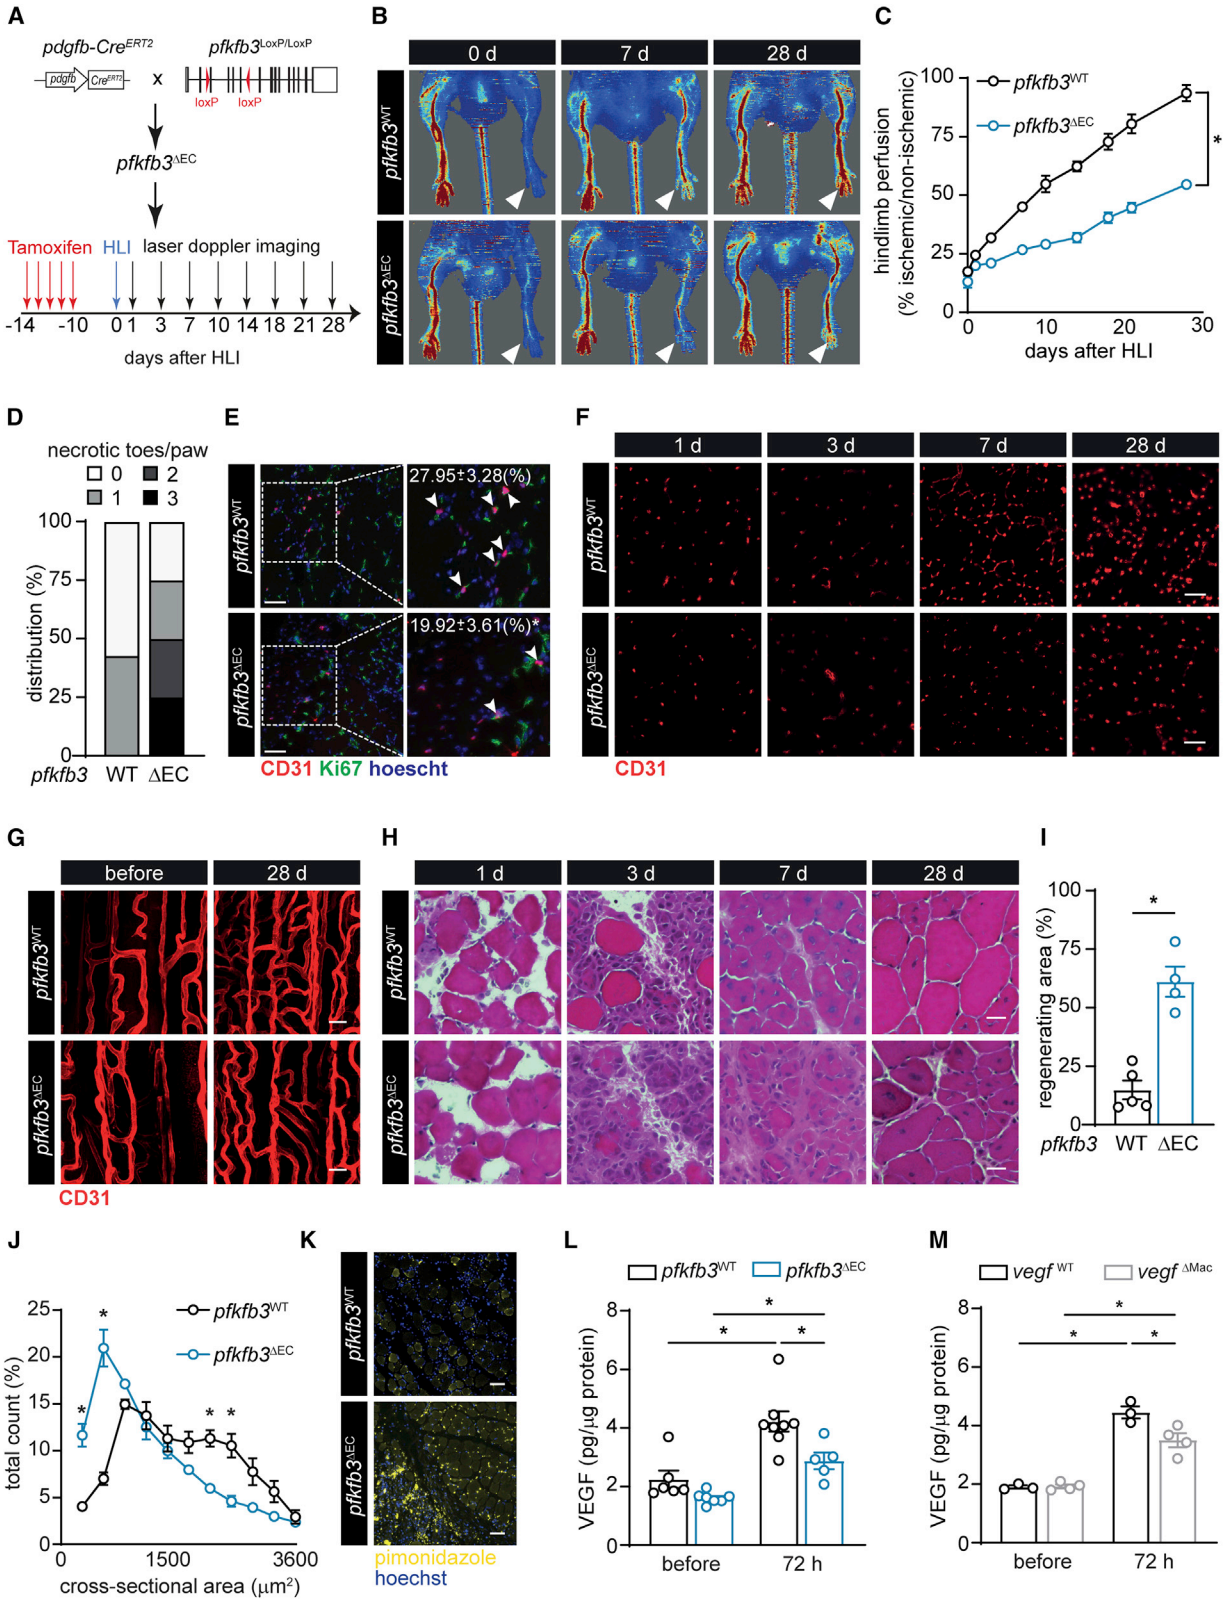 A
pdgfb-CreERT2
pfkfb3LoxP/LoxP
pdgfb
CreERT2
x
loxP
loxP
pfkfb3ΔEC
Tamoxifen
HLI
laser doppler imaging
-14 -10 0 1 3 7 10 14 18 21 28
days after HLI
B
0 d
7 d
28 d
pfkfb3WT
pfkfb3ΔEC
C
pfkfb3WT
pfkfb3ΔEC
hindlimb perfusion
(% ischemic/non-ischemic)
100
75
50
25
0
0 10 20 30
*
days after HLI
D
necrotic toes/paw
0 2
1 3
distribution (%)
100
75
50
25
0
pfkfb3 WT ΔEC
E
pfkfb3WT
27.95±3.28(%)
pfkfb3ΔEC
19.92±3.61(%)*
CD31 Ki67 hoescht
F
1 d
3 d
7 d
28 d
pfkfb3WT
pfkfb3ΔEC
CD31
G
before
28 d
pfkfb3WT
pfkfb3ΔEC
CD31
H
1 d
3 d
7 d
28 d
pfkfb3WT
pfkfb3ΔEC
I
regenerating area (%)
100
75
50
25
0
*
pfkfb3 WT ΔEC
J
pfkfb3WT
pfkfb3ΔEC
total count (%)
25
20
15
10
5
0
* * * *
0 1500 3600
cross-sectional area (μm2)
K
pfkfb3WT
pfkfb3ΔEC
pimonidazole
hoechst
L
pfkfb3WT
pfkfb3ΔEC
VEGF (pg/μg protein)
8
6
4
2
0
*
* *
before 72 h
M
vegf WT
vegf ΔMac
VEGF (pg/μg protein)
8
6
4
2
0
*
* *
before 72 h